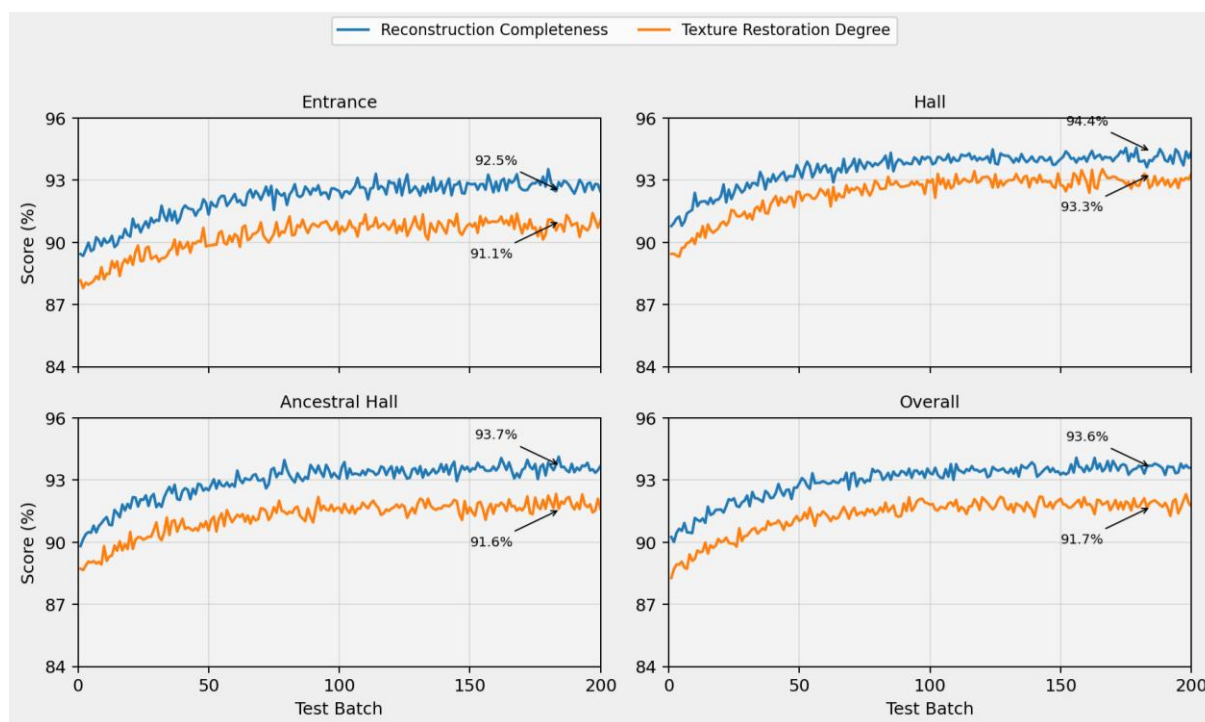 Reconstruction Completeness Texture Restoration Degree
Entrance
96
93
90
87
84
Score (%)
92.5%
91.1%
Hall
96
93
90
87
84
94.4%
93.3%
Ancestral Hall
96
93
90
87
84
Score (%)
93.7%
91.6%
0 50 100 150 200
Test Batch
Overall
96
93
90
87
84
93.6%
91.7%
0 50 100 150 200
Test Batch